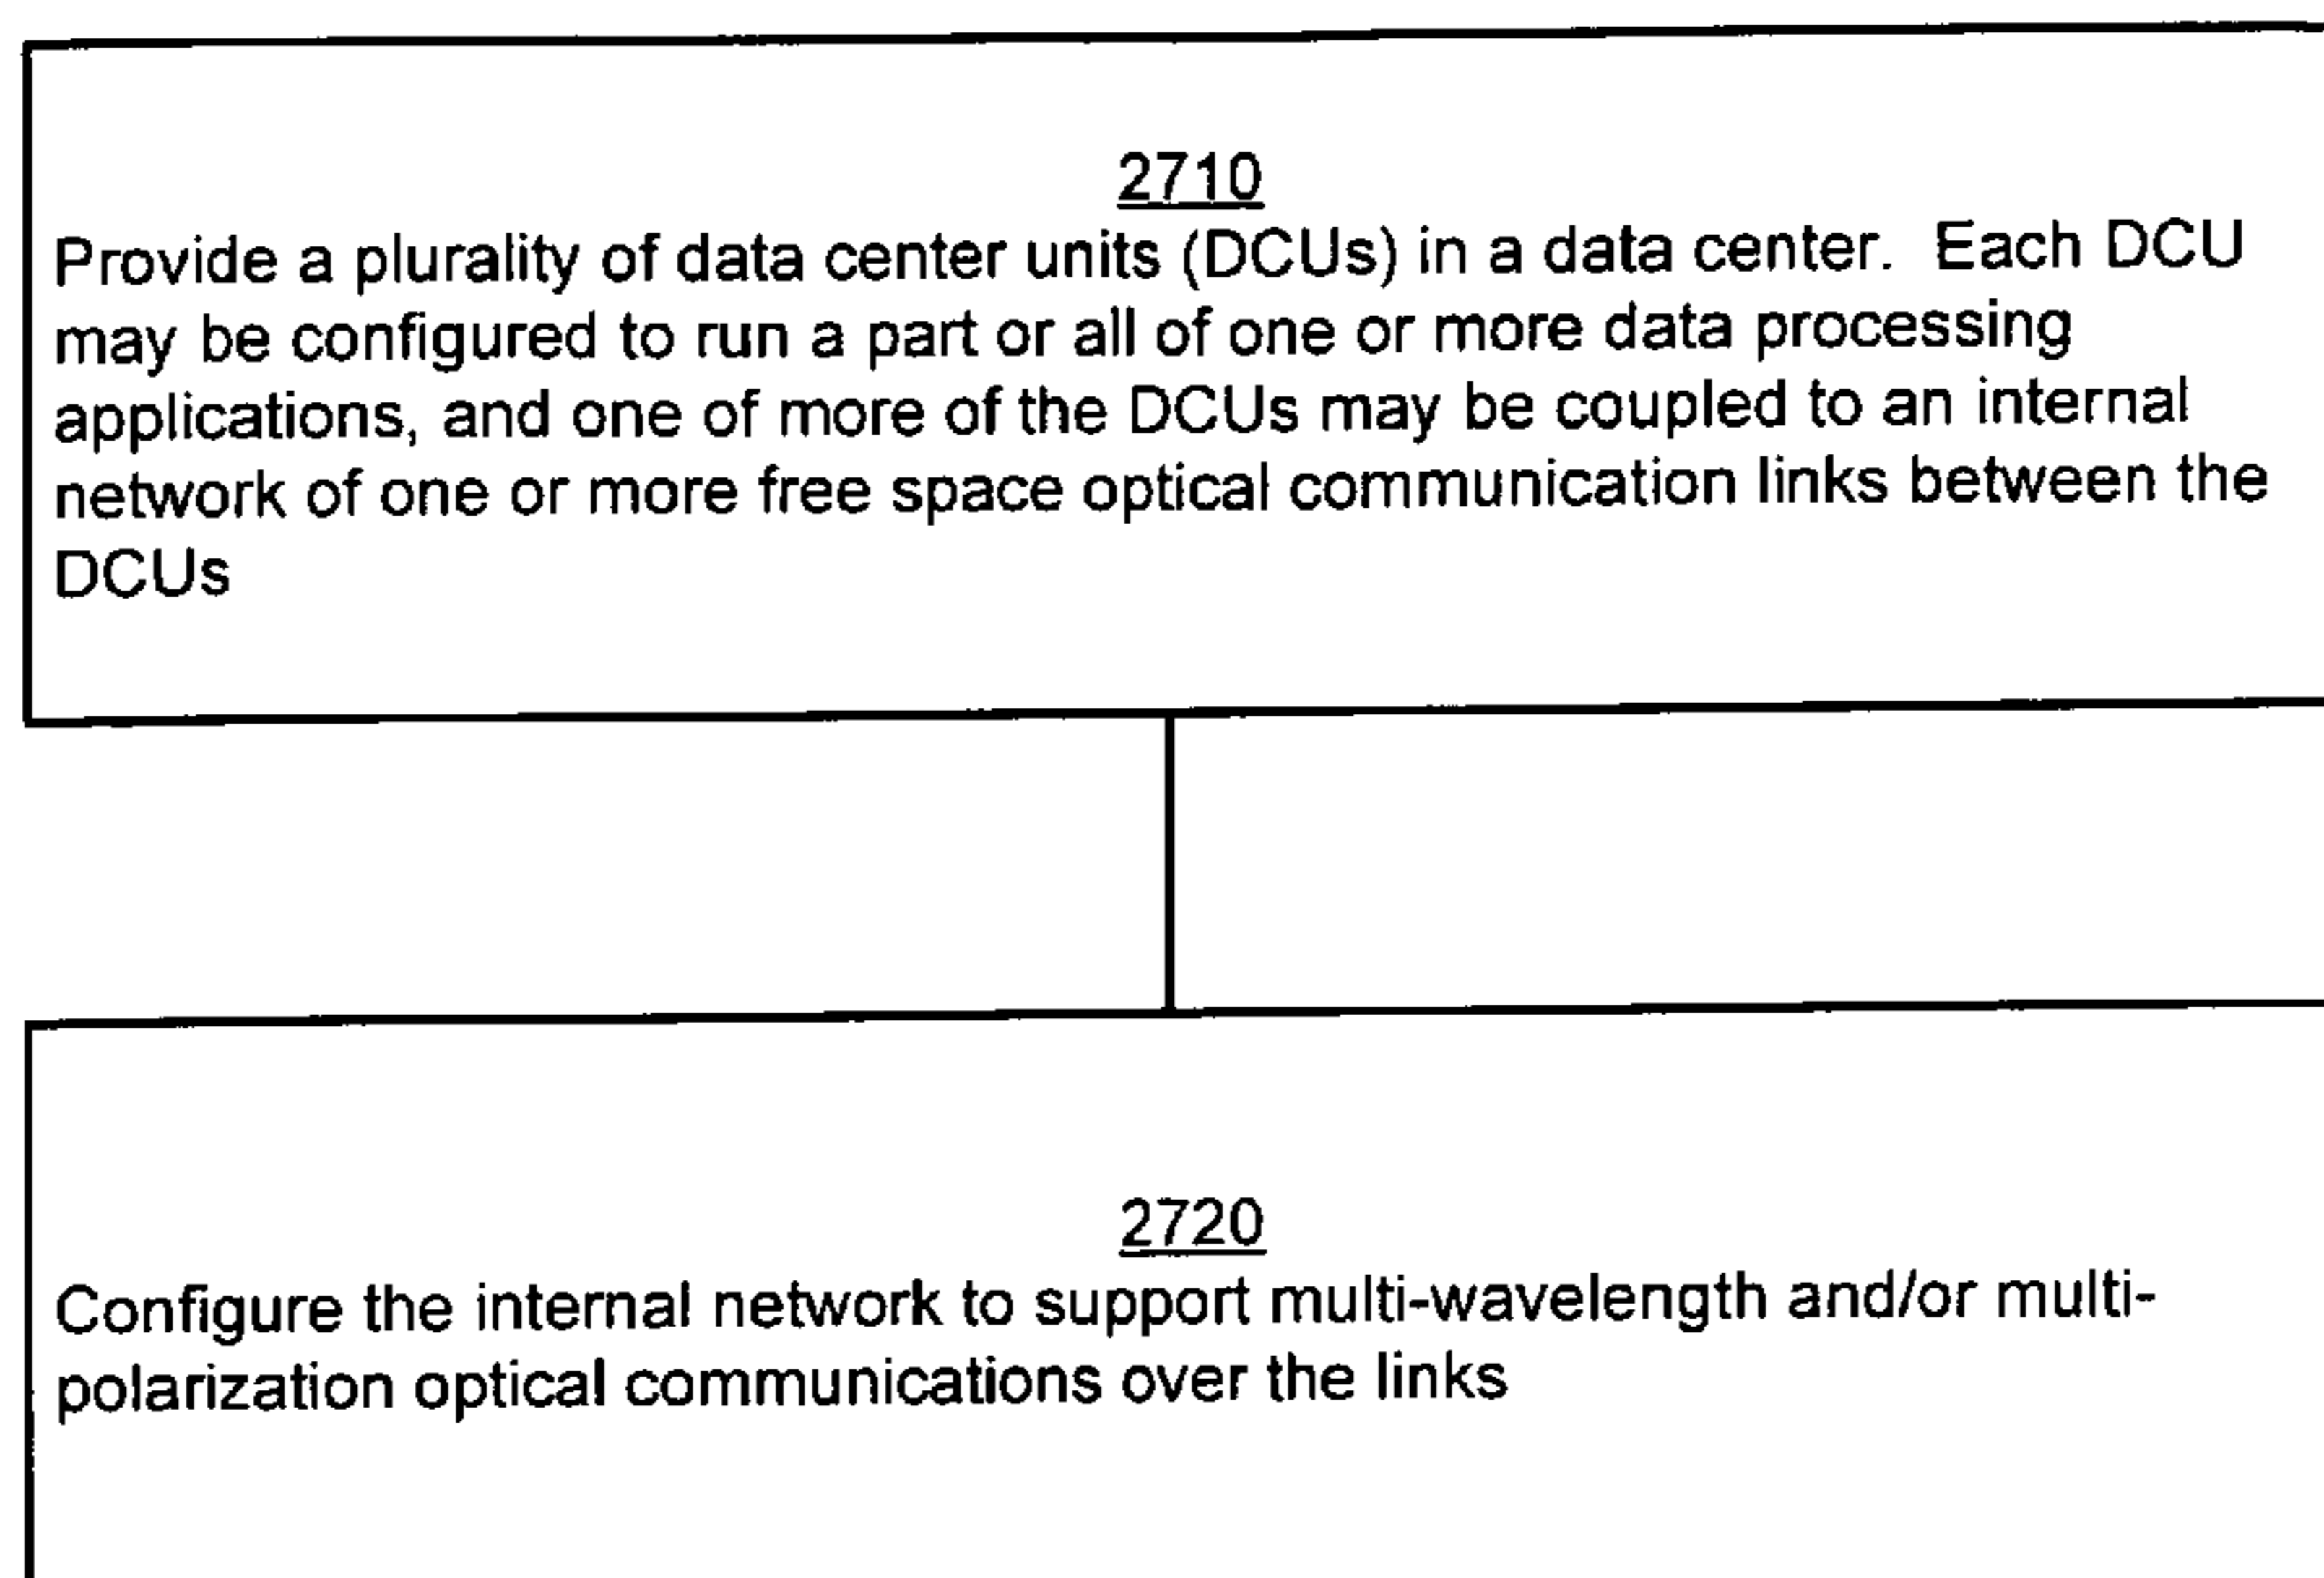 2710
Provide a plurality of data center units (DCUs) in a data center. Each DCU
may be configured to run a part or all of one or more data processing
applications, and one of more of the DCUs may be coupled to an internal
network of one or more free space optical communication links between the
DCUs
2720
Configure the internal network to support multi-wavelength and/or multi-
polarization optical communications over the links